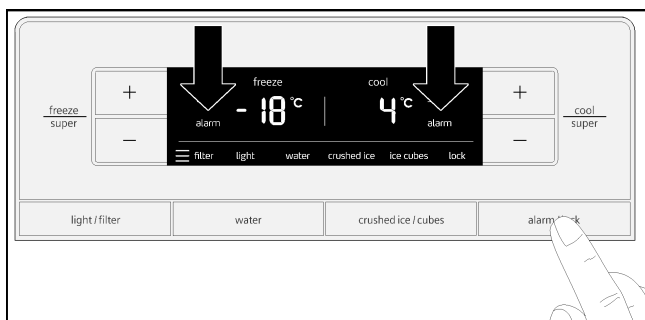 freeze
cool
+
+
freeze
super
- 18 °C
4 °C
cool
super
alarm
alarm
−
−
filter light water crushed ice ice cubes lock
light / filter
water
crushed ice / cubes